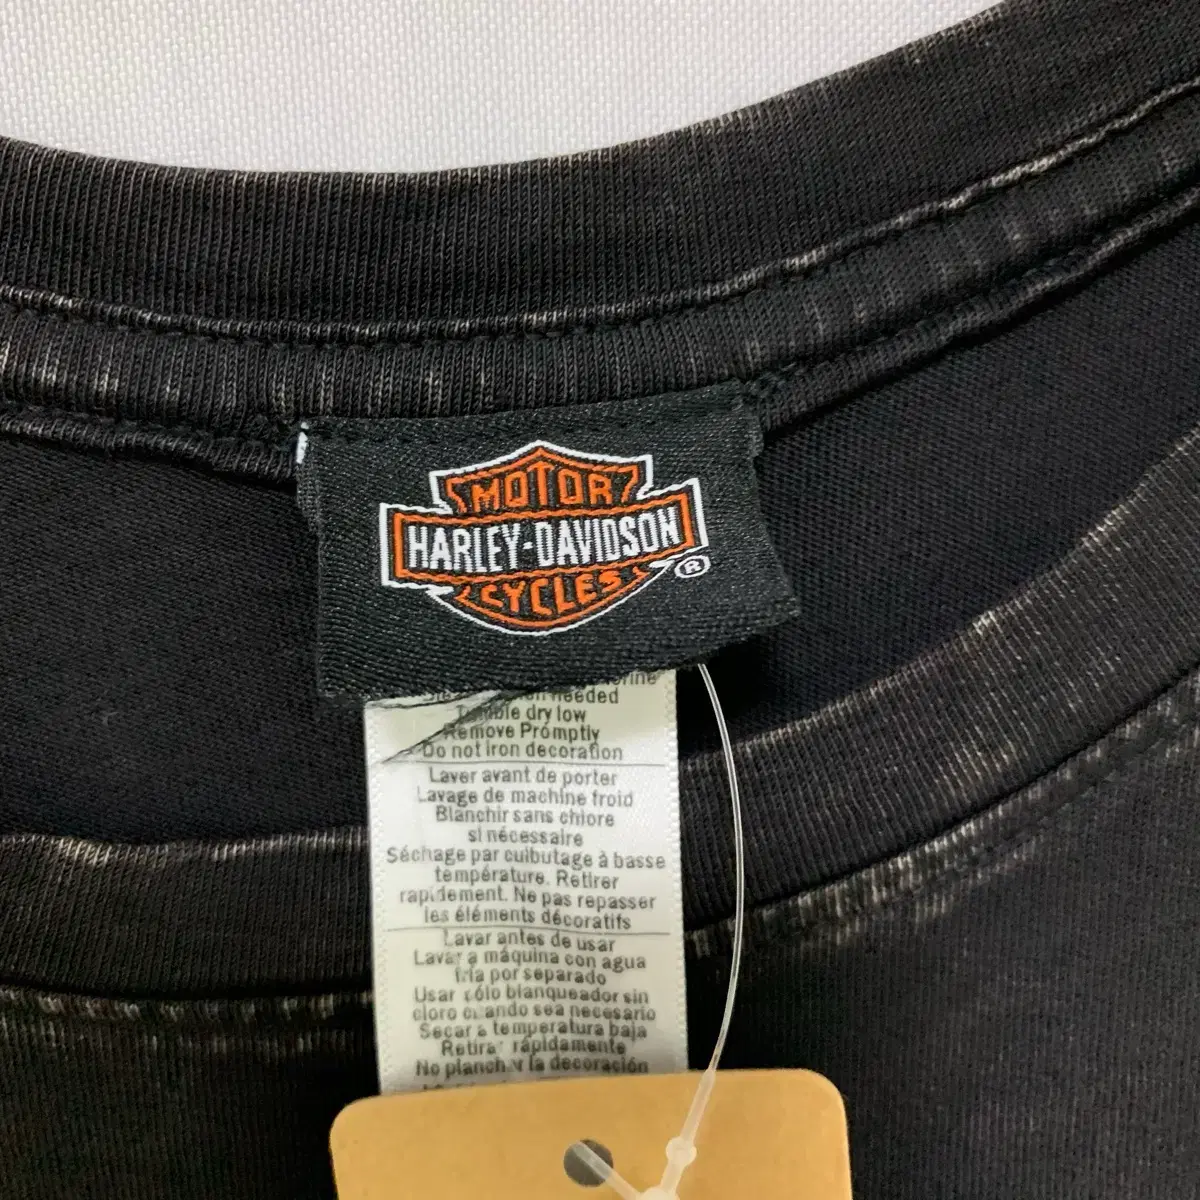 MOTOR
HARLEY-DAVIDSON
CYCLES ®
needed
Tumble dry low
Remove Promptly
Do not iron decoration
Laver avant de porter
Lavage de machine froid
Blanchir sans chlore
si nécessaire
Séchage par culbutage à basse
température. Retirer
rapidement. Ne pas repasser
les éléments décoratifs
Lavar antes de usar
Lavar a máquina con agua
fría por separado
Usar sólo blanqueador sin
cloro cuando sea necesario
Secar a temperatura baja
Retirar rápidamente
No planchar la decoración